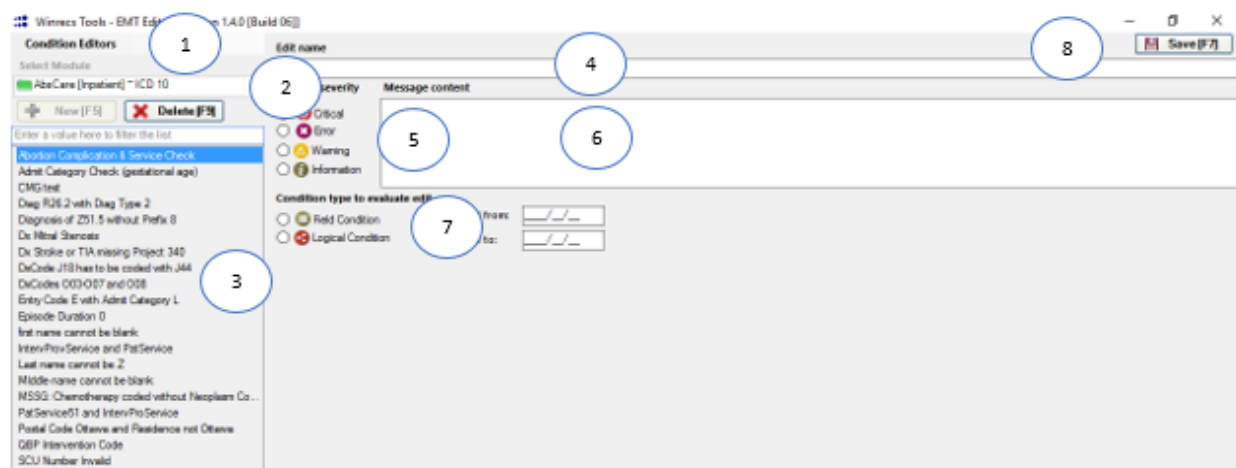 Winrecs Tools - EMT Edit 1.4.0 [Build 06]]
Condition Editors
1
Edit name
8
Save [F7]
Select Module
4
AbsCare [Inpatient] ~ ICD 10
2
severity
Message content
New [F5]
Delete [F9]
Critical
Enter a value here to filter the list
Error
5
6
Abortion Complication & Service Check
Warning
Admit Category Check (gestational age)
Information
CMG test
Diag R26.2 with Diag Type 2
Condition type to evaluate edit
Diagnosis of Z51.5 without Prefix 8
Field Condition
7
from:
__/__/__
Dx Mitral Stenosis
Logical Condition
to:
__/__/__
Dx Stroke or TIA missing Project 340
DxCode J18 has to be coded with J44
3
DxCodes O03-O07 and O08
Entry Code E with Admit Category L
Episode Duration 0
first name cannot be blank
IntervProvService and PatService
Last name cannot be Z
Middle name cannot be blank
MSSG: Chemotherapy coded without Neoplasm Co...
PatService51 and IntervProService
Postal Code Ottawa and Residence not Ottawa
QBP Intervention Code
SCU Number Invalid